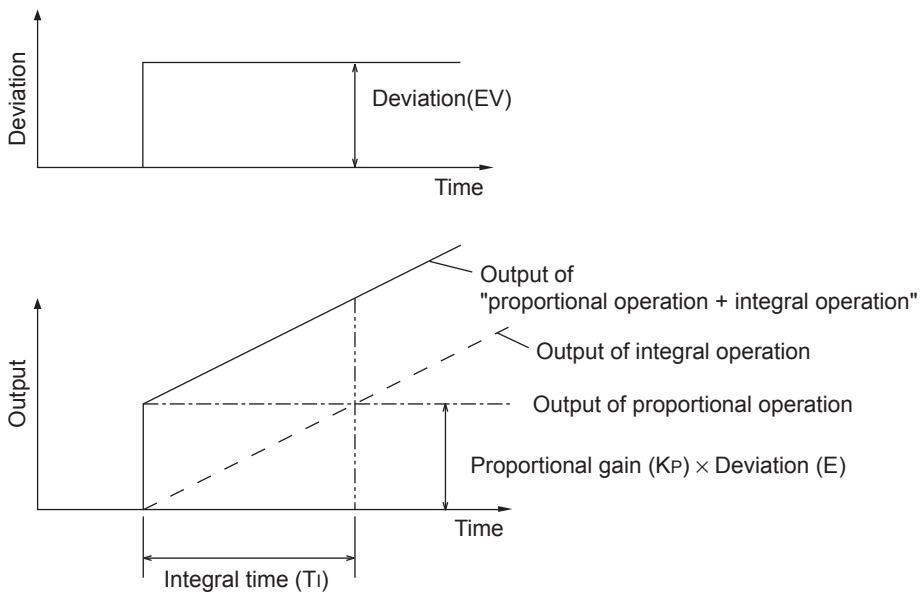 Deviation
Deviation(EV)
Time
Output of
"proportional operation + integral operation"
Output of integral operation
Output
Output of proportional operation
Proportional gain (KP) × Deviation (E)
Time
Integral time (TI)